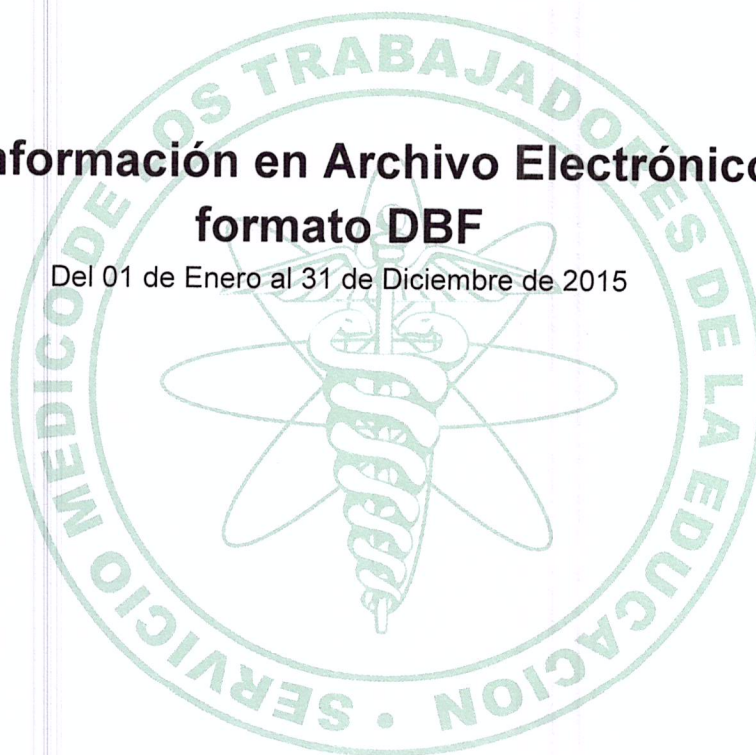 nformación en Archivo Electrónico
formato DBF
Del 01 de Enero al 31 de Diciembre de 2015
SERVICIO MEDICO DE LOS TRABAJADORES DE LA EDUCACION •